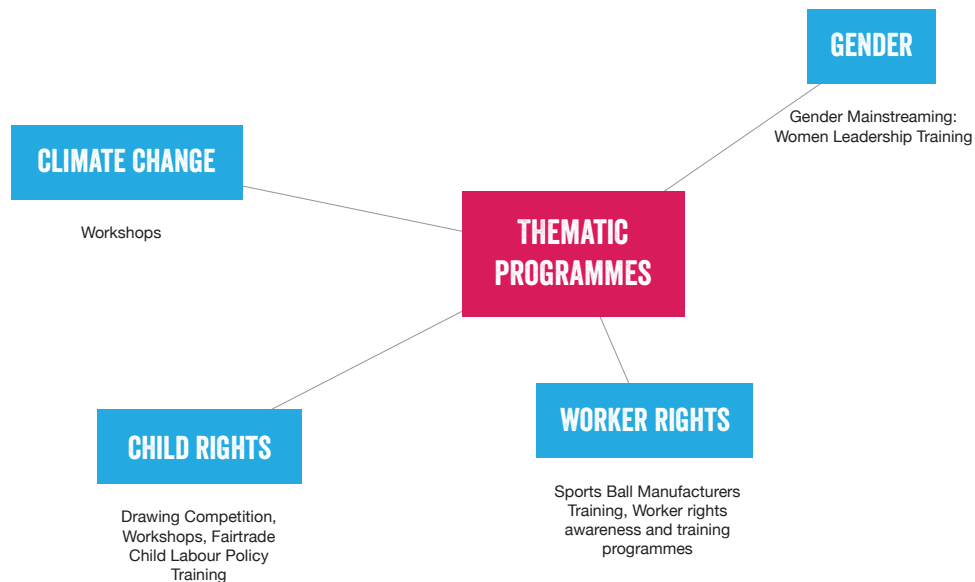 GENDER
Gender Mainstreaming:
Women Leadership Training
CLIMATE CHANGE
Workshops
THEMATIC
PROGRAMMES
CHILD RIGHTS
Drawing Competition,
Workshops, Fairtrade
Child Labour Policy
Training
WORKER RIGHTS
Sports Ball Manufacturers
Training, Worker rights
awareness and training
programmes